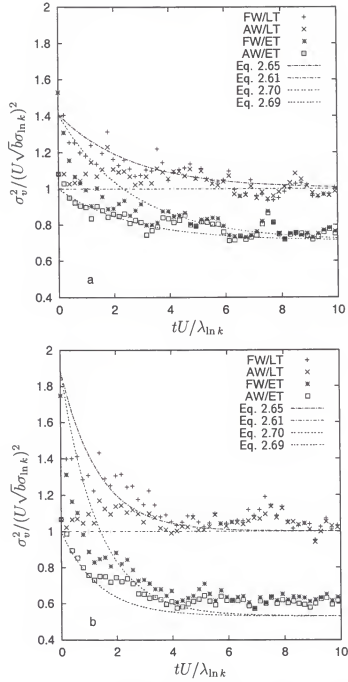 2
1.8
1.6
1.4
1.2
1
0.8
0.6
0.4
σ_v^2/(U√bσ_{ln k})^2
FW/LT
AW/LT
FW/ET
AW/ET
Eq. 2.65
Eq. 2.61
Eq. 2.70
Eq. 2.69
a
0 2 4 6 8 10
tU/λ_{ln k}
2
1.8
1.6
1.4
1.2
1
0.8
0.6
0.4
σ_v^2/(U√bσ_{ln k})^2
FW/LT
AW/LT
FW/ET
AW/ET
Eq. 2.65
Eq. 2.61
Eq. 2.70
Eq. 2.69
b
0 2 4 6 8 10
tU/λ_{ln k}